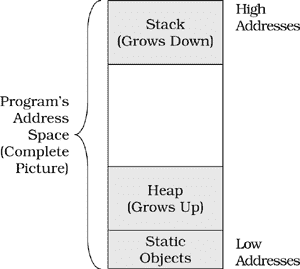 Stack
(Grows Down)
High
Addresses
Program's
Address
Space
(Complete
Picture)
Heap
(Grows Up)
Static
Objects
Low
Addresses